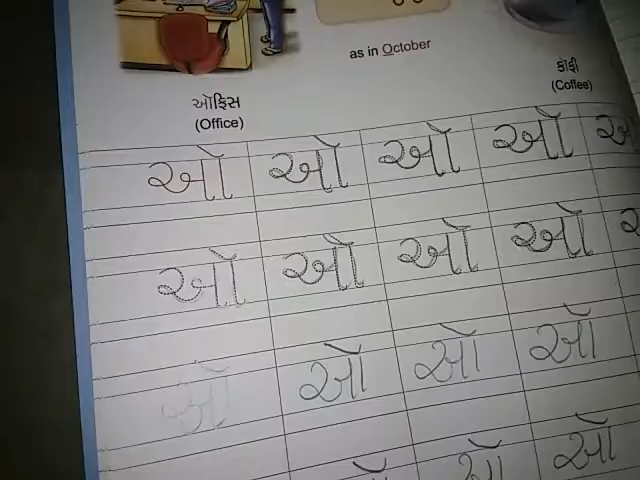 as in October
ઑફિસ
(Office)
કૉફી
(Coffee)
ઑ ઑ ઑ ઑ
ઑ ઑ ઑ ઑ
ઑ ઑ ઑ ઑ
ઑ ઑ